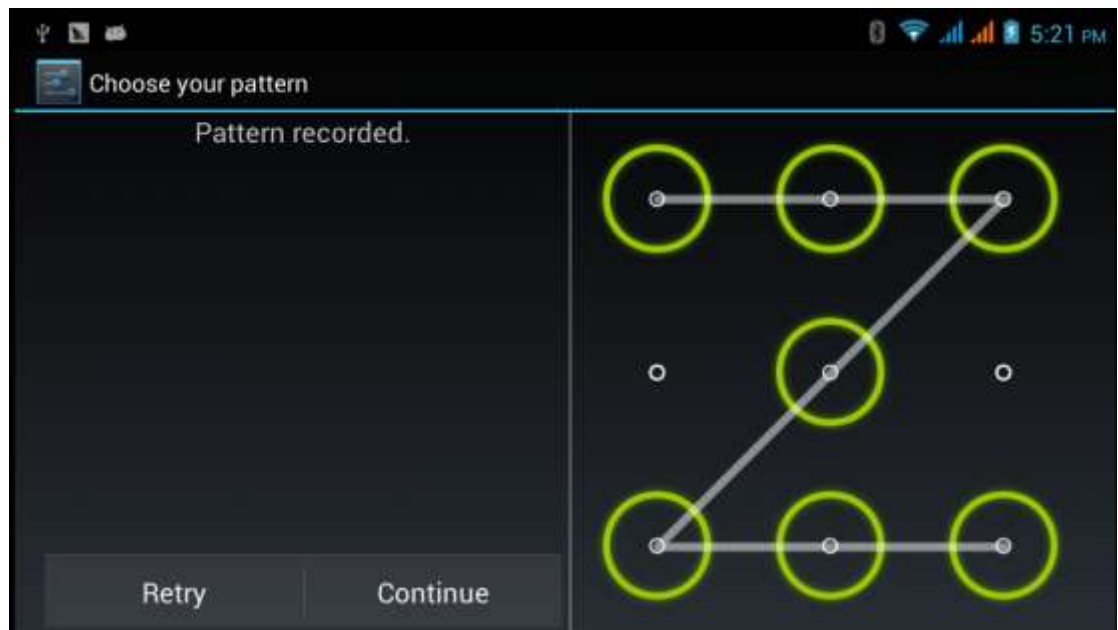 5:21 PM
Choose your pattern
Pattern recorded.
Retry
Continue